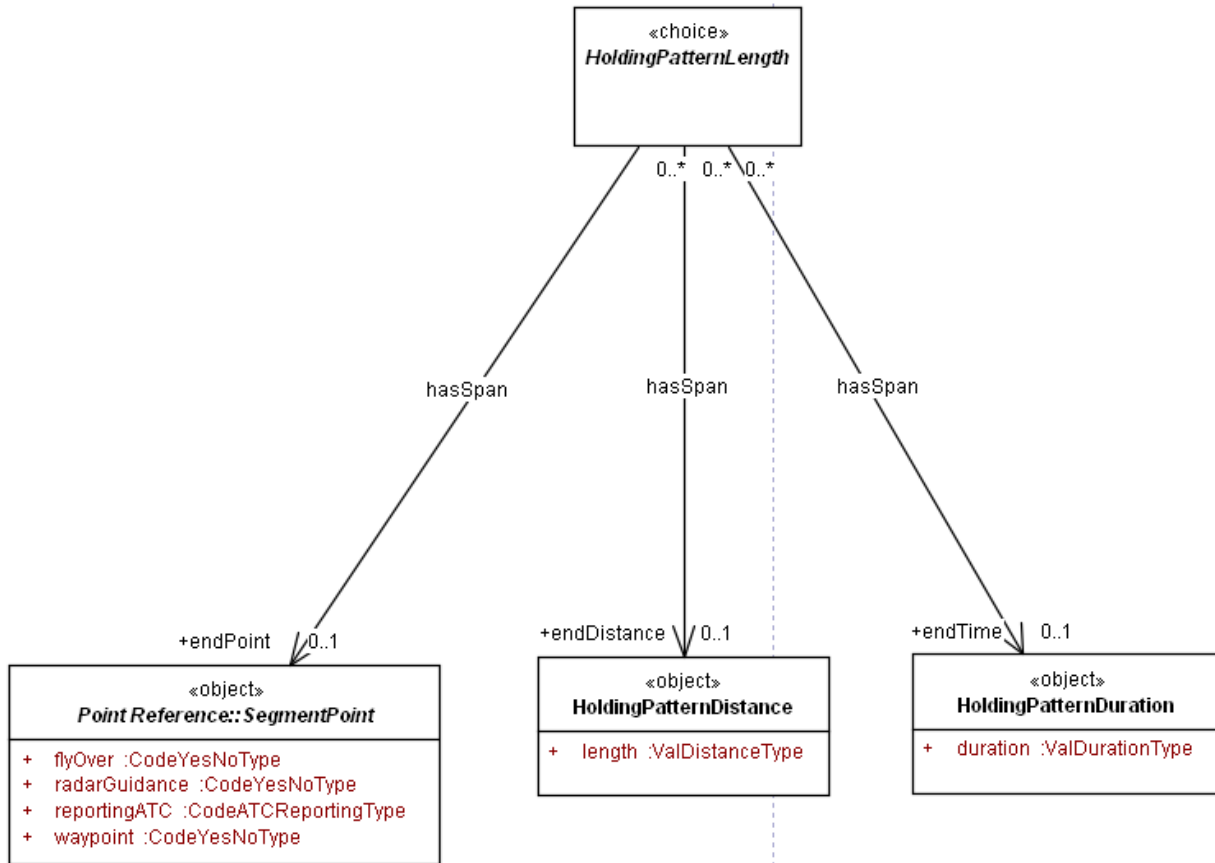 «choice»
HoldingPatternLength
0..* 0..* 0..*
hasSpan hasSpan hasSpan
+endPoint 0..1 +endDistance 0..1 +endTime 0..1
«object»
Point Reference::SegmentPoint
+ flyOver :CodeYesNoType
+ radarGuidance :CodeYesNoType
+ reportingATC :CodeATCReportingType
+ waypoint :CodeYesNoType
«object»
HoldingPatternDistance
+ length :ValDistanceType
«object»
HoldingPatternDuration
+ duration :ValDurationType